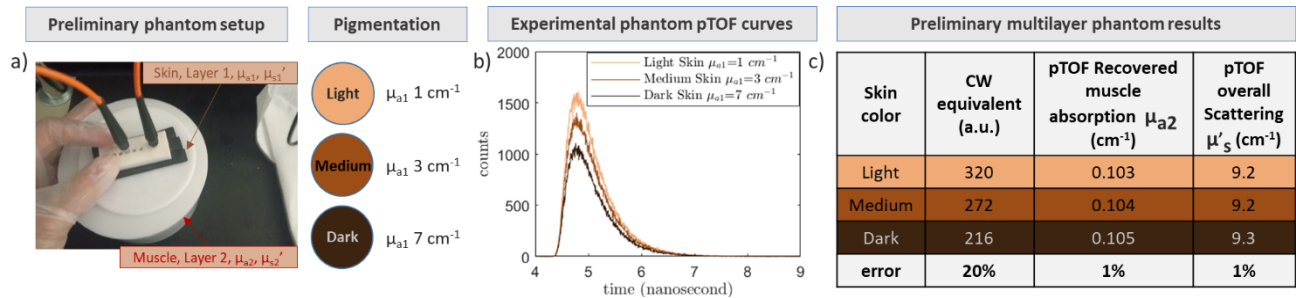 Preliminary phantom setup
Pigmentation
Experimental phantom pTOF curves
Preliminary multilayer phantom results
a)
Skin, Layer 1, μa1, μs1'
Muscle, Layer 2, μa2, μs2'
Light μa1 1 cm⁻¹
Medium μa1 3 cm⁻¹
Dark μa1 7 cm⁻¹
b)
2000
1500
1000
500
0
counts
Light Skin μa1=1 cm⁻¹
Medium Skin μa1=3 cm⁻¹
Dark Skin μa1=7 cm⁻¹
4 5 6 7 8 9
time (nanosecond)
c)
Skin color
CW equivalent (a.u.)
pTOF Recovered muscle absorption (cm⁻¹) μa2
pTOF overall Scattering μ's (cm⁻¹)
Light 320 0.103 9.2
Medium 272 0.104 9.2
Dark 216 0.105 9.3
error 20% 1% 1%